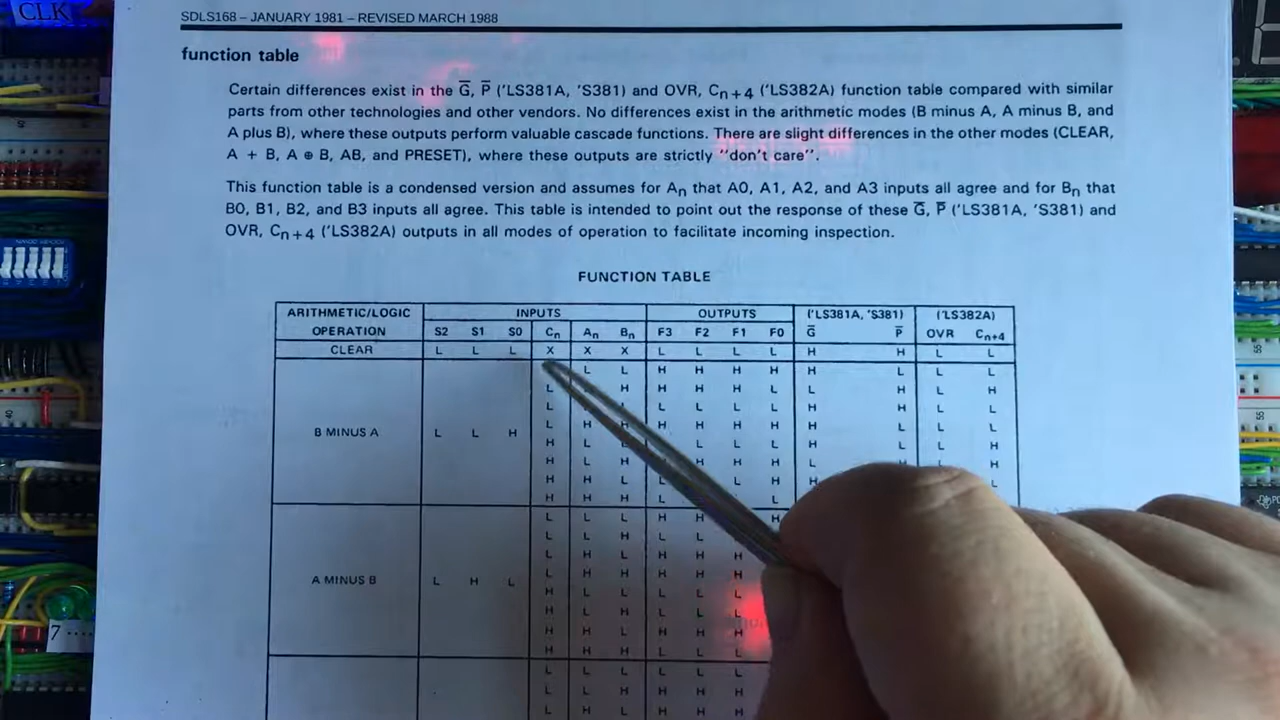 CLK
SDLS168 – JANUARY 1981 – REVISED MARCH 1988
function table
Certain differences exist in the G̅, P̅ ('LS381A, 'S381) and OVR, Cn+4 ('LS382A) function table compared with similar
parts from other technologies and other vendors. No differences exist in the arithmetic modes (B minus A, A minus B, and
A plus B), where these outputs perform valuable cascade functions. There are slight differences in the other modes (CLEAR,
A + B, A ⊕ B, AB, and PRESET), where these outputs are strictly "don't care".
This function table is a condensed version and assumes for An that A0, A1, A2, and A3 inputs all agree and for Bn that
B0, B1, B2, and B3 inputs all agree. This table is intended to point out the response of these G̅, P̅ ('LS381A, 'S381) and
OVR, Cn+4 ('LS382A) outputs in all modes of operation to facilitate incoming inspection.
FUNCTION TABLE
ARITHMETIC/LOGIC INPUTS OUTPUTS ('LS381A, 'S381) ('LS382A)
OPERATION S2 S1 S0 Cn An Bn F3 F2 F1 F0 G̅ P̅ OVR Cn+4
CLEAR L L L X X X L L L L H H L L
L L H H H H H L L L
L H H H H L L H L H
L L L L L H H L L
L H H H H H H L L L
B MINUS A L L H
H L L L L H L L H
H L H H H H L H L H
H H L L L H H L
H H H L L
L L L H H H
L L H L L
L H L H H H
L H H H H H
A MINUS B L H L
H L L L L L
H L H L L L
H H L H H H
H H H L L L
L L L L L L
L L H H H H
L H L H H H
7